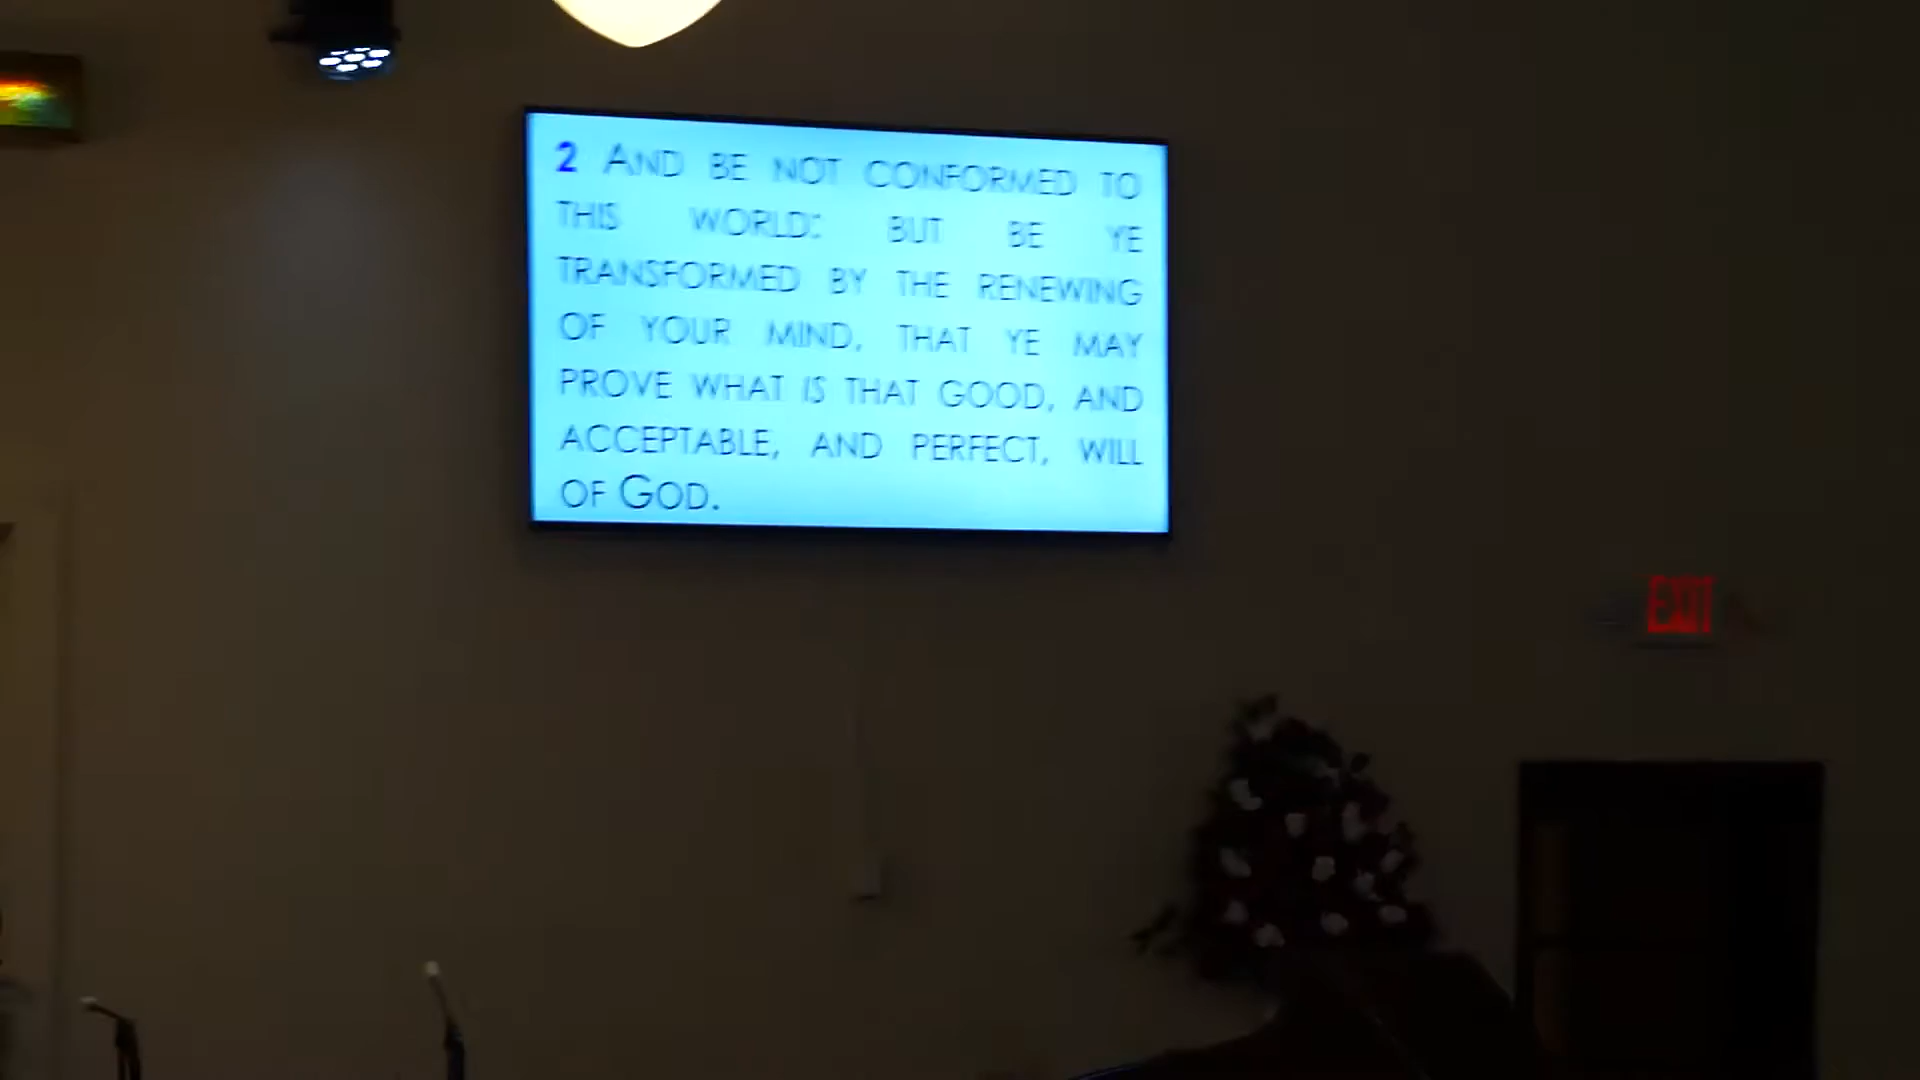 2 And be not conformed to
this world: but be ye
transformed by the renewing
of your mind, that ye may
prove what is that good, and
acceptable, and perfect, will
of God.
EXIT